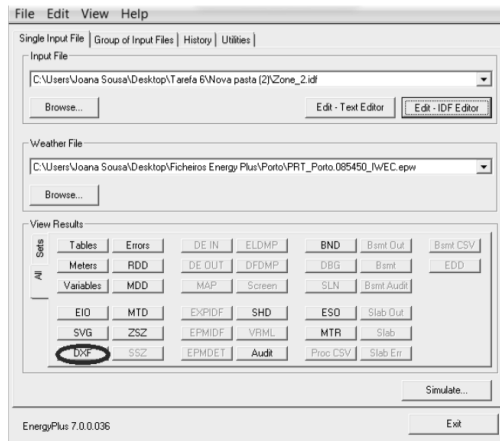 File Edit View Help
Single Input File Group of Input Files History Utilities
Input File
C:\Users\Joana Sousa\Desktop\Tarefa 6\Nova pasta (2)\Zone_2.idf
Browse... Edit - Text Editor Edit - IDF Editor
Weather File
C:\Users\Joana Sousa\Desktop\Ficheiros Energy Plus\Porto\PRT_Porto.085450_IWEC.epw
Browse...
View Results
Sets
All
Tables Errors DE IN ELDMP BND Bsmt Out Bsmt CSV
Meters RDD DE OUT DFDMP DBG Bsmt EDD
Variables MDD MAP Screen SLN Bsmt Audit
EIO MTD EXPIDF SHD ESO Slab Out
SVG ZSZ EPMIDF VRML MTR Slab
DXF SSZ EPMDET Audit Proc CSV Slab Err
Simulate...
EnergyPlus 7.0.0.036 Exit